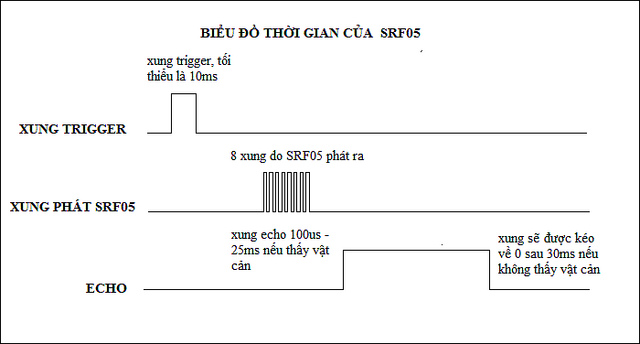 BIỂU ĐỒ THỜI GIAN CỦA SRF05
xung trigger, tối
thiểu là 10ms
XUNG TRIGGER
8 xung do SRF05 phát ra
XUNG PHÁT SRF05
xung echo 100us -
25ms nếu thấy vật
cản
xung sẽ được kéo
về 0 sau 30ms nếu
không thấy vật cản
ECHO